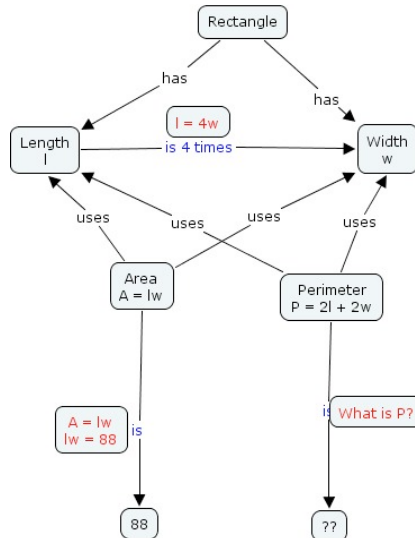 Rectangle
has
has
l = 4w
Length
l
is 4 times
Width
w
uses
uses
uses
uses
Area
A = lw
Perimeter
P = 2l + 2w
A = lw
lw = 88
is
is
What is P?
88
??